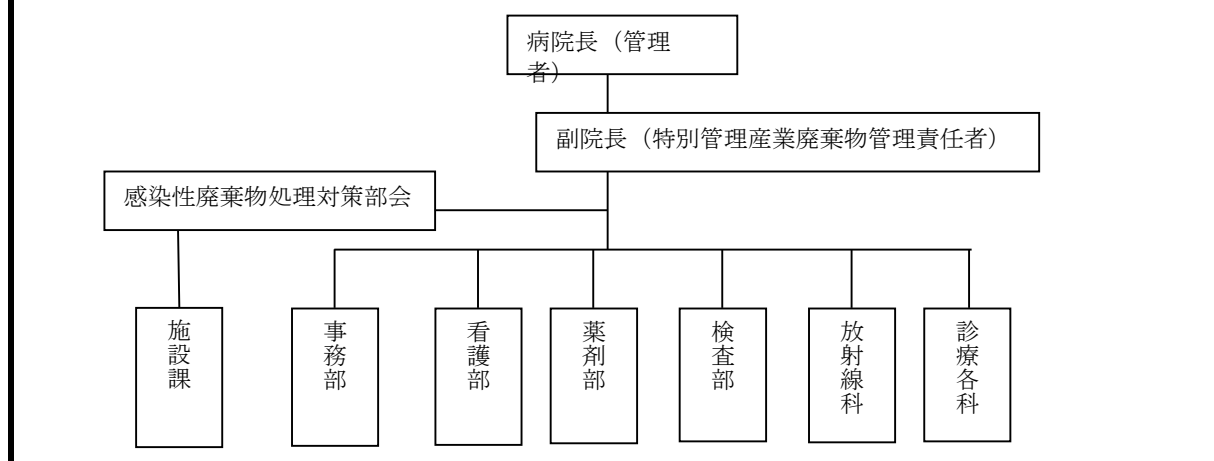 病院長（管理
者）
副院長（特別管理産業廃棄物管理責任者）
感染性廃棄物処理対策部会
施設課
事務部
看護部
薬剤部
検査部
放射線科
診療各科